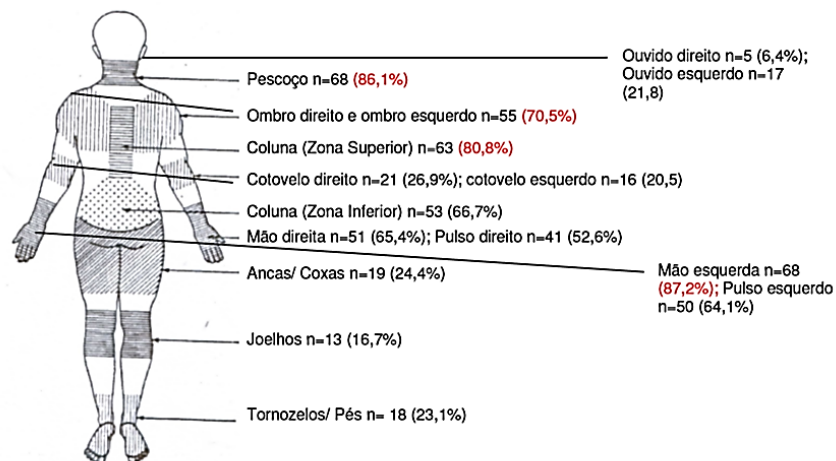 Ouvido direito n=5 (6,4%);
Ouvido esquerdo n=17
(21,8)
Pescoço n=68 (86,1%)
Ombro direito e ombro esquerdo n=55 (70,5%)
Coluna (Zona Superior) n=63 (80,8%)
Cotovelo direito n=21 (26,9%); cotovelo esquerdo n=16 (20,5)
Coluna (Zona Inferior) n=53 (66,7%)
Mão direita n=51 (65,4%); Pulso direito n=41 (52,6%)
Ancas/ Coxas n=19 (24,4%)
Mão esquerda n=68
(87,2%); Pulso esquerdo
n=50 (64,1%)
Joelhos n=13 (16,7%)
Tornozelos/ Pés n= 18 (23,1%)